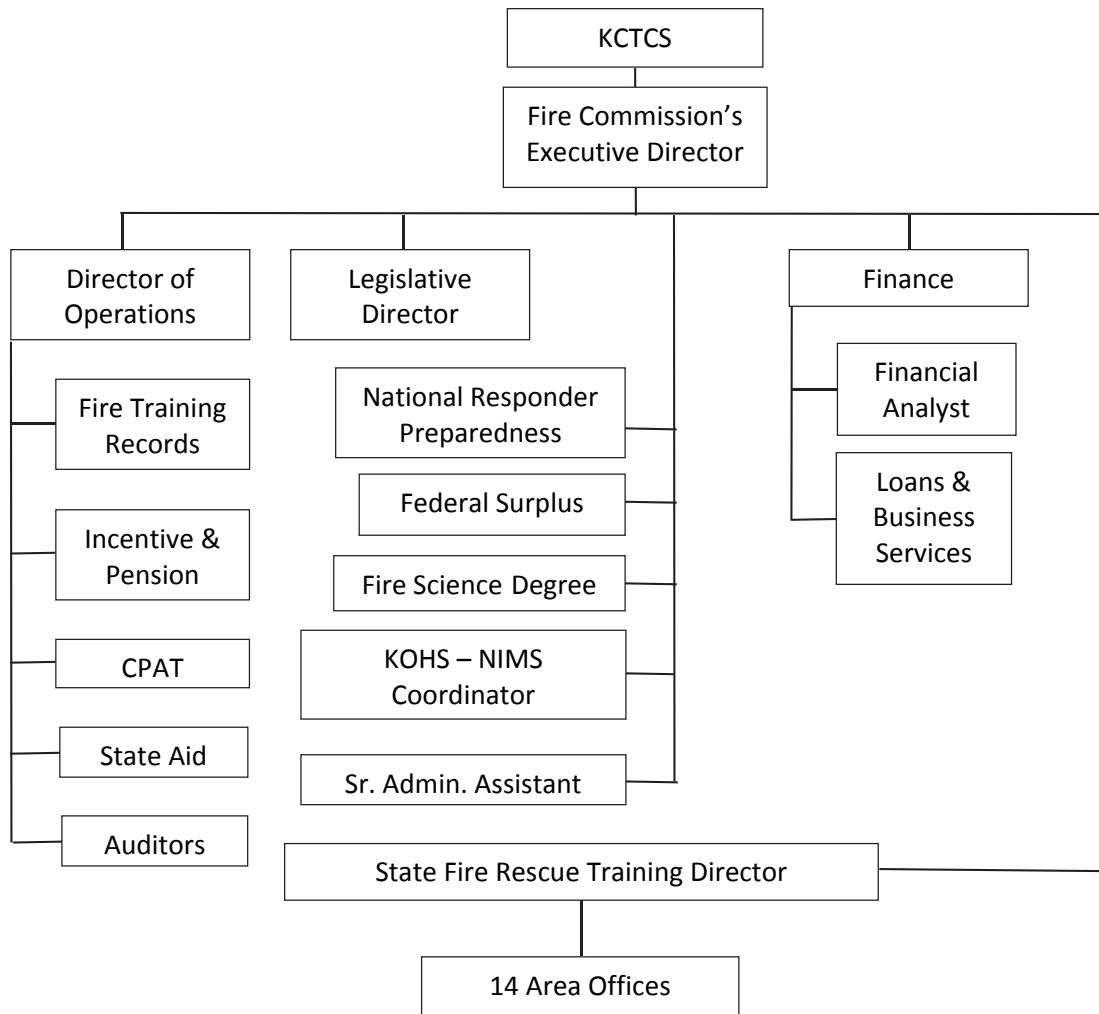 KCTCS
Fire Commission’s
Executive Director
Director of
Operations
Legislative
Director
Finance
Fire Training
Records
Incentive &
Pension
CPAT
State Aid
Auditors
National Responder
Preparedness
Federal Surplus
Fire Science Degree
KOHS – NIMS
Coordinator
Sr. Admin. Assistant
Financial
Analyst
Loans &
Business
Services
State Fire Rescue Training Director
14 Area Offices